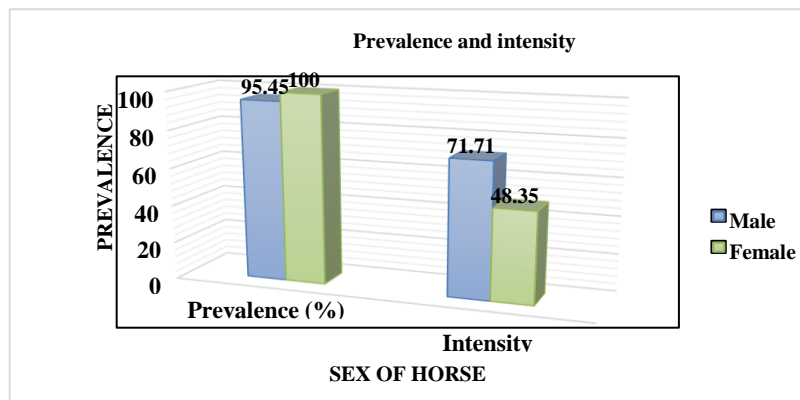 Prevalence and intensity
95.45
100
100
80
60
40
20
0
PREVALENCE
71.71
48.35
Male
Female
Prevalence (%)
Intensity
SEX OF HORSE